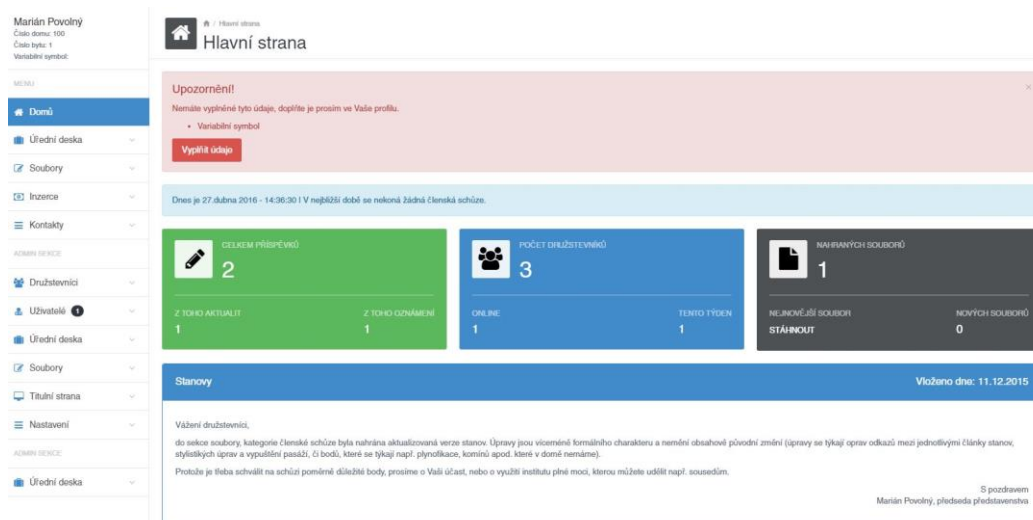 Marián Povolný
Číslo domu: 100
Číslo bytu: 1
Variabilní symbol:
MENU
Domů
Úřední deska
Soubory
Inzerce
Kontakty
ADMIN SEKCE
Družstevníci
Uživatelé 1
Úřední deska
Soubory
Titulní strana
Nastavení
ADMIN SEKCE
Úřední deska
/ Hlavní strana
Hlavní strana
Upozornění!
×
Nemáte vyplněné tyto údaje, doplňte je prosím ve Vaše profilu.
• Variabilní symbol
Vyplňit údajo
Dnes je 27.dubna 2016 - 14:36:30 I V nejbližší době se nekoná žádná členská schůze.
CELKEM PŘÍSPĚVKŮ
2
Z TOHO AKTUALIT
Z TOHO OZNÁMENÍ
1
1
POČET DRUŽSTEVNÍKŮ
3
ONLINE
TENTO TÝDEN
1
1
NAHRANÝCH SOUBORŮ
1
NEJNOVĚJŠÍ SOUBOR
NOVÝCH SOUBORŮ
STÁHNOUT
0
Stanovy
Vloženo dne: 11.12.2015
Vážení družstevníci,
do sekce soubory, kategorie členské schůze byla nahrána aktualizovaná verze stanov. Úpravy jsou víceméně formálního charakteru a nemění obsahově původní změní (úpravy se týkají oprav odkazů mezi jednotlivými články stanov,
stylistikých úprav a vypuštění pasáží, či bodů, které se týkají např. plynofikace, komínů apod. které v domě nemáme).
Protože je třeba schválit na schůzi poměrně důležité body, prosíme o Vaši účast, nebo o využití institutu plné moci, kterou můžete udělit např. sousedům.
S pozdravem
Marián Povolný, předseda představenstva